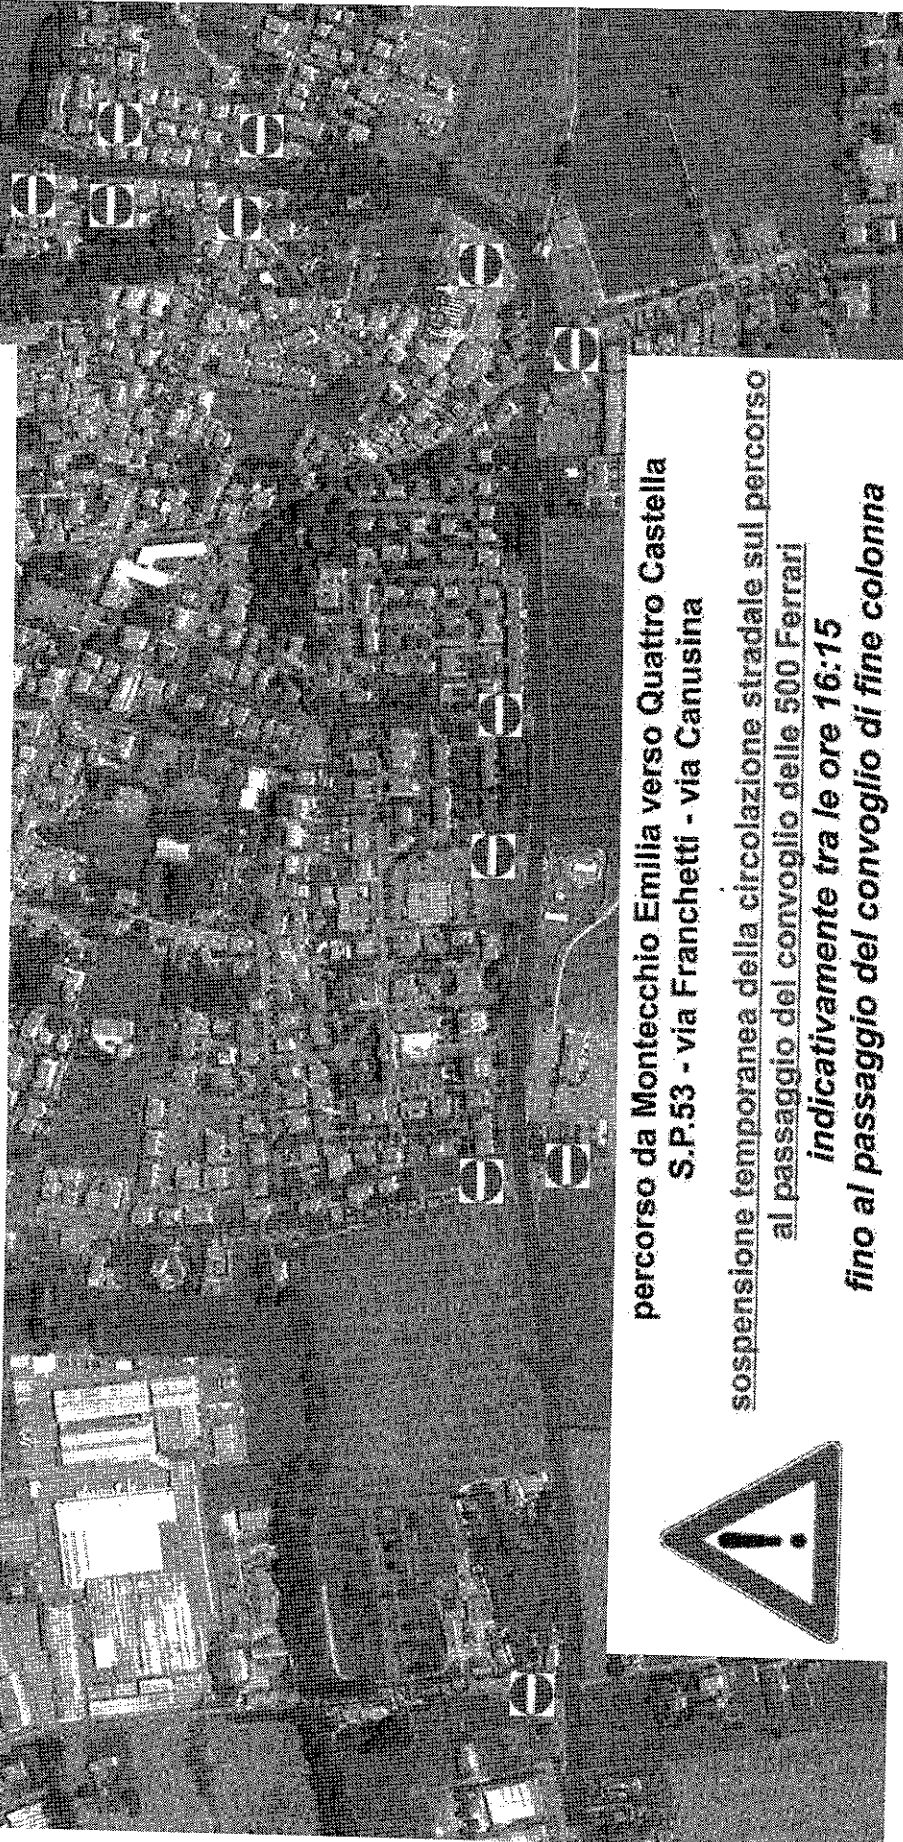 percorso da Montecchio Emilia verso Quattro Castella
S.P.53 - via Franchetti - via Canusina
sospensione temporanea della circolazione stradale sul percorso
al passaggio del convoglio delle 500 Ferrari
indicativamente tra le ore 16:15
fino al passaggio del convoglio di fine colonna